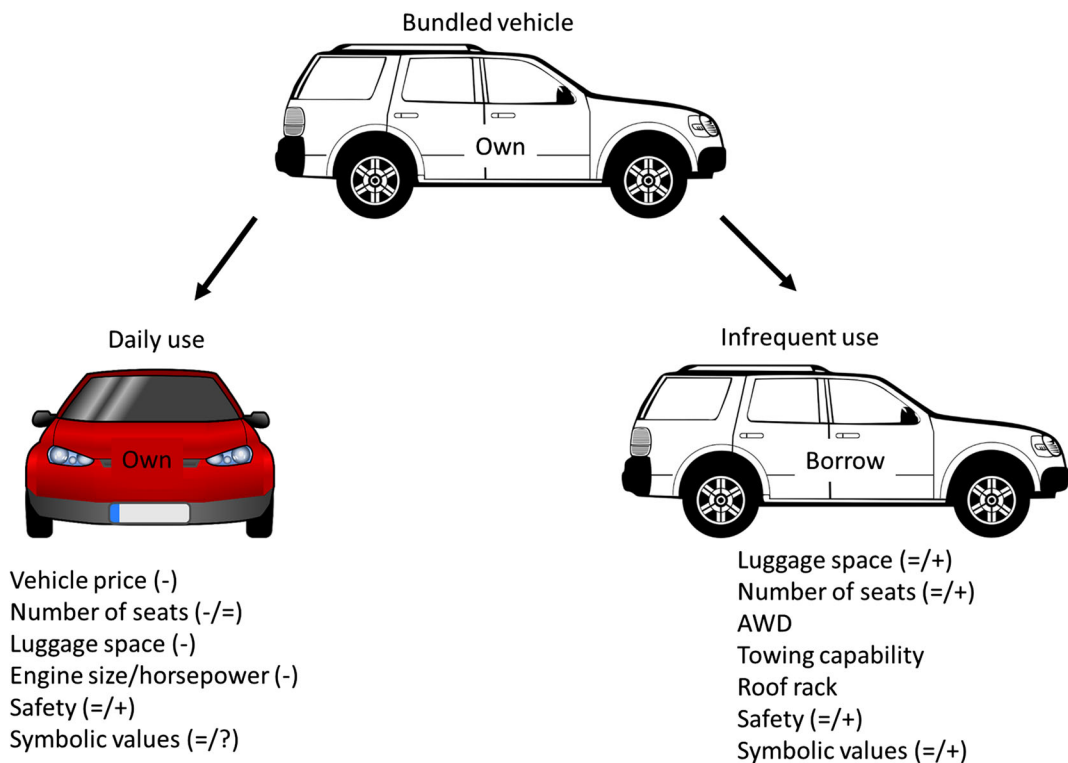 Bundled vehicle
Own
Daily use
Own
Vehicle price (-)
Number of seats (-/=)
Luggage space (-)
Engine size/horsepower (-)
Safety (=/+)
Symbolic values (=/?)
Infrequent use
Borrow
Luggage space (=/+)
Number of seats (=/+)
AWD
Towing capability
Roof rack
Safety (=/+)
Symbolic values (=/+)